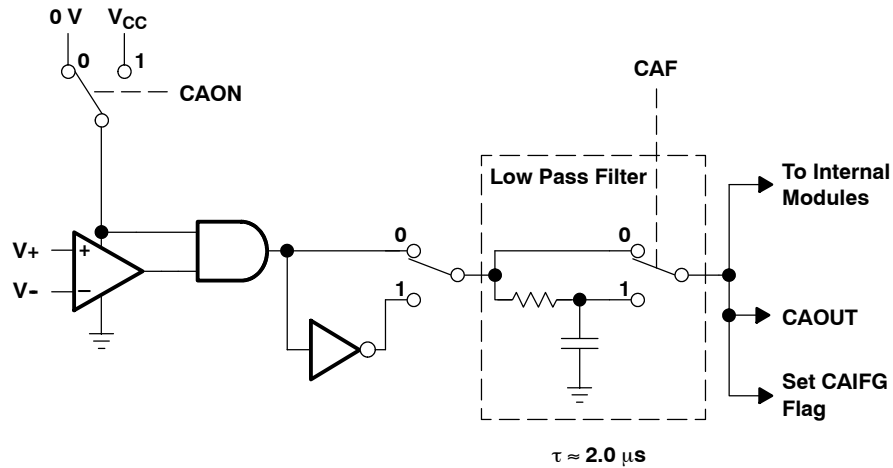 0 V VCC
0 1
CAON
CAF
Low Pass Filter
To Internal
Modules
V+
+
0
0
V-
−
1
1
CAOUT
Set CAIFG
Flag
τ ≈ 2.0 μs